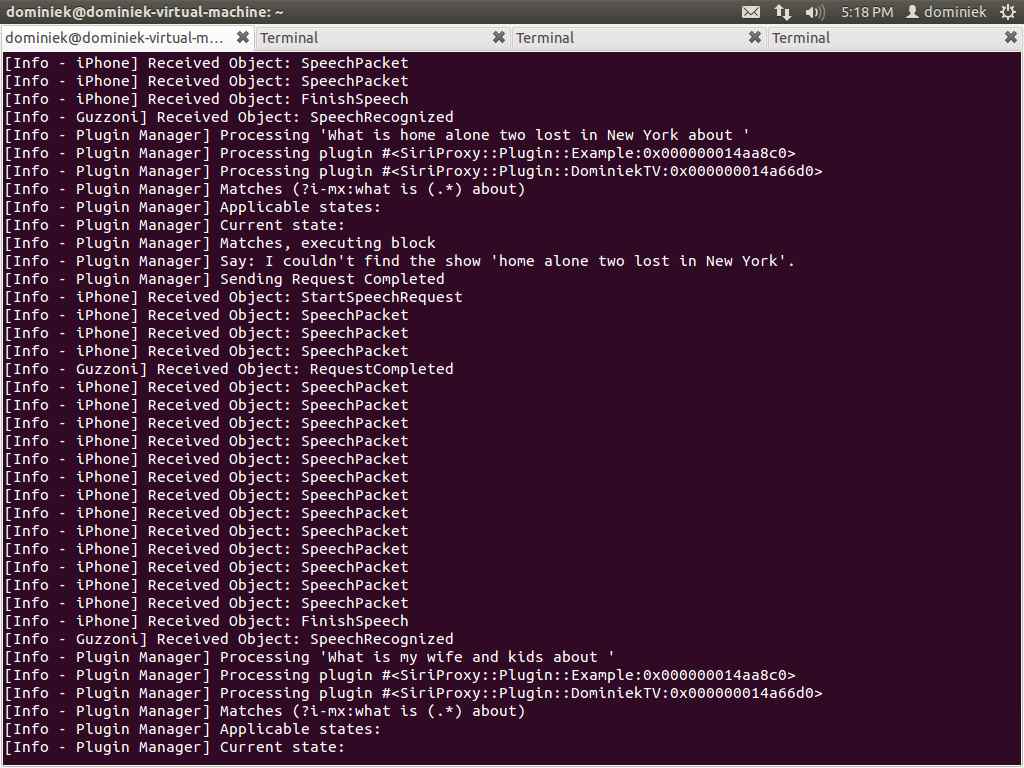 dominiek@dominiek-virtual-machine: ~ 5:18 PM dominiek
dominiek@dominiek-virtual-m... Terminal Terminal Terminal
[Info - iPhone] Received Object: SpeechPacket
[Info - iPhone] Received Object: SpeechPacket
[Info - iPhone] Received Object: FinishSpeech
[Info - Guzzoni] Received Object: SpeechRecognized
[Info - Plugin Manager] Processing 'What is home alone two lost in New York about '
[Info - Plugin Manager] Processing plugin #<SiriProxy::Plugin::Example:0x000000014aa8c0>
[Info - Plugin Manager] Processing plugin #<SiriProxy::Plugin::DominiekTV:0x000000014a66d0>
[Info - Plugin Manager] Matches (?i-mx:what is (.*) about)
[Info - Plugin Manager] Applicable states:
[Info - Plugin Manager] Current state:
[Info - Plugin Manager] Matches, executing block
[Info - Plugin Manager] Say: I couldn't find the show 'home alone two lost in New York'.
[Info - Plugin Manager] Sending Request Completed
[Info - iPhone] Received Object: StartSpeechRequest
[Info - iPhone] Received Object: SpeechPacket
[Info - iPhone] Received Object: SpeechPacket
[Info - iPhone] Received Object: SpeechPacket
[Info - Guzzoni] Received Object: RequestCompleted
[Info - iPhone] Received Object: SpeechPacket
[Info - iPhone] Received Object: SpeechPacket
[Info - iPhone] Received Object: SpeechPacket
[Info - iPhone] Received Object: SpeechPacket
[Info - iPhone] Received Object: SpeechPacket
[Info - iPhone] Received Object: SpeechPacket
[Info - iPhone] Received Object: SpeechPacket
[Info - iPhone] Received Object: SpeechPacket
[Info - iPhone] Received Object: SpeechPacket
[Info - iPhone] Received Object: SpeechPacket
[Info - iPhone] Received Object: SpeechPacket
[Info - iPhone] Received Object: SpeechPacket
[Info - iPhone] Received Object: SpeechPacket
[Info - iPhone] Received Object: FinishSpeech
[Info - Guzzoni] Received Object: SpeechRecognized
[Info - Plugin Manager] Processing 'What is my wife and kids about '
[Info - Plugin Manager] Processing plugin #<SiriProxy::Plugin::Example:0x000000014aa8c0>
[Info - Plugin Manager] Processing plugin #<SiriProxy::Plugin::DominiekTV:0x000000014a66d0>
[Info - Plugin Manager] Matches (?i-mx:what is (.*) about)
[Info - Plugin Manager] Applicable states:
[Info - Plugin Manager] Current state: